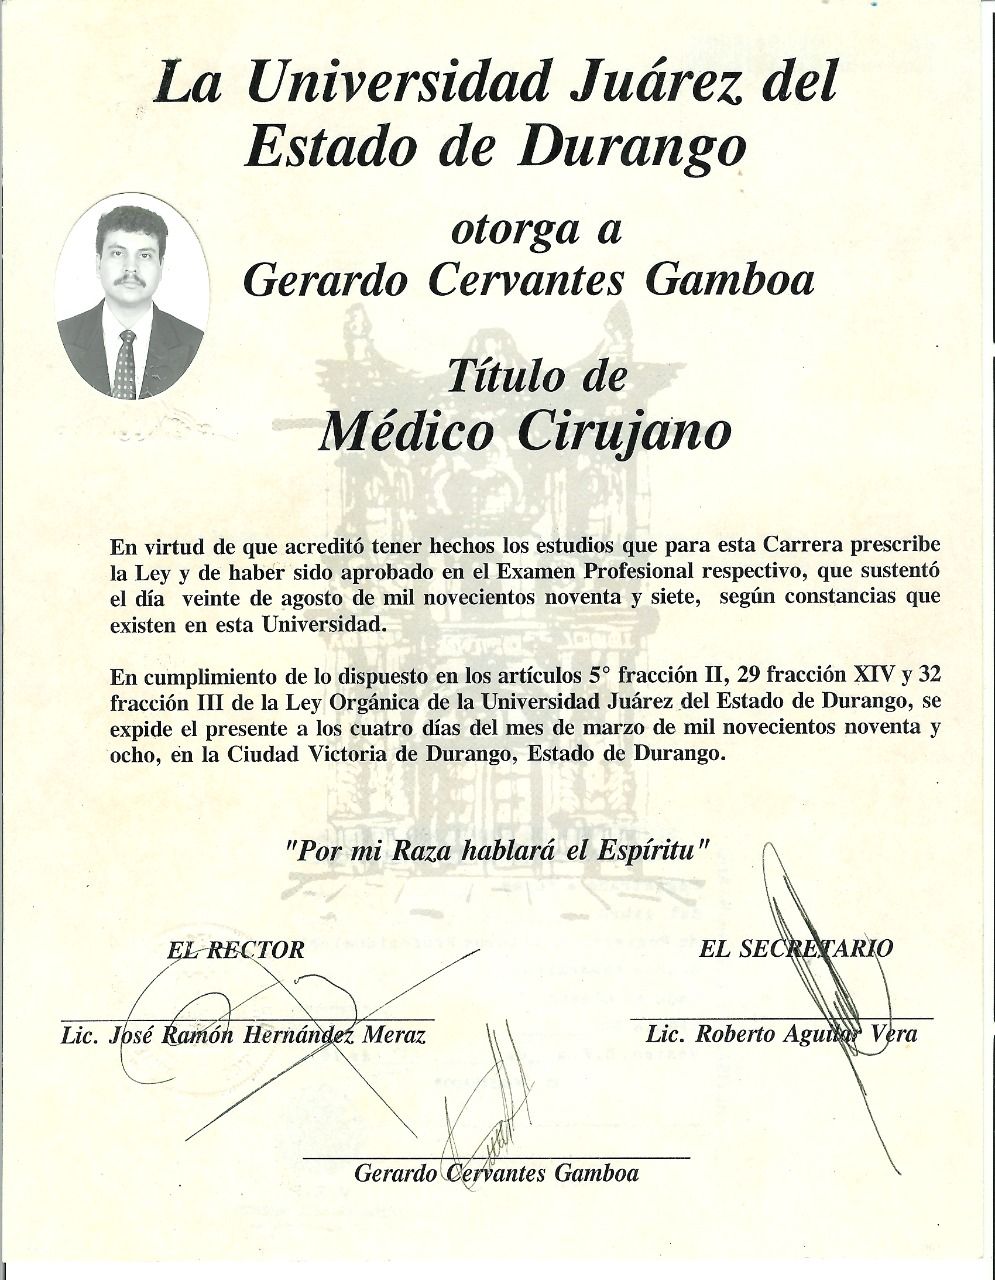 La Universidad Juárez del
Estado de Durango
otorga a
Gerardo Cervantes Gamboa
Título de
Médico Cirujano
En virtud de que acreditó tener hechos los estudios que para esta Carrera prescribe
la Ley y de haber sido aprobado en el Examen Profesional respectivo, que sustentó
el día veinte de agosto de mil novecientos noventa y siete, según constancias que
existen en esta Universidad.
En cumplimiento de lo dispuesto en los artículos 5° fracción II, 29 fracción XIV y 32
fracción III de la Ley Orgánica de la Universidad Juárez del Estado de Durango, se
expide el presente a los cuatro días del mes de marzo de mil novecientos noventa y
ocho, en la Ciudad Victoria de Durango, Estado de Durango.
"Por mi Raza hablará el Espíritu"
EL RECTOR
EL SECRETARIO
Lic. José Ramón Hernández Meraz
Lic. Roberto Aguilar Vera
Gerardo Cervantes Gamboa